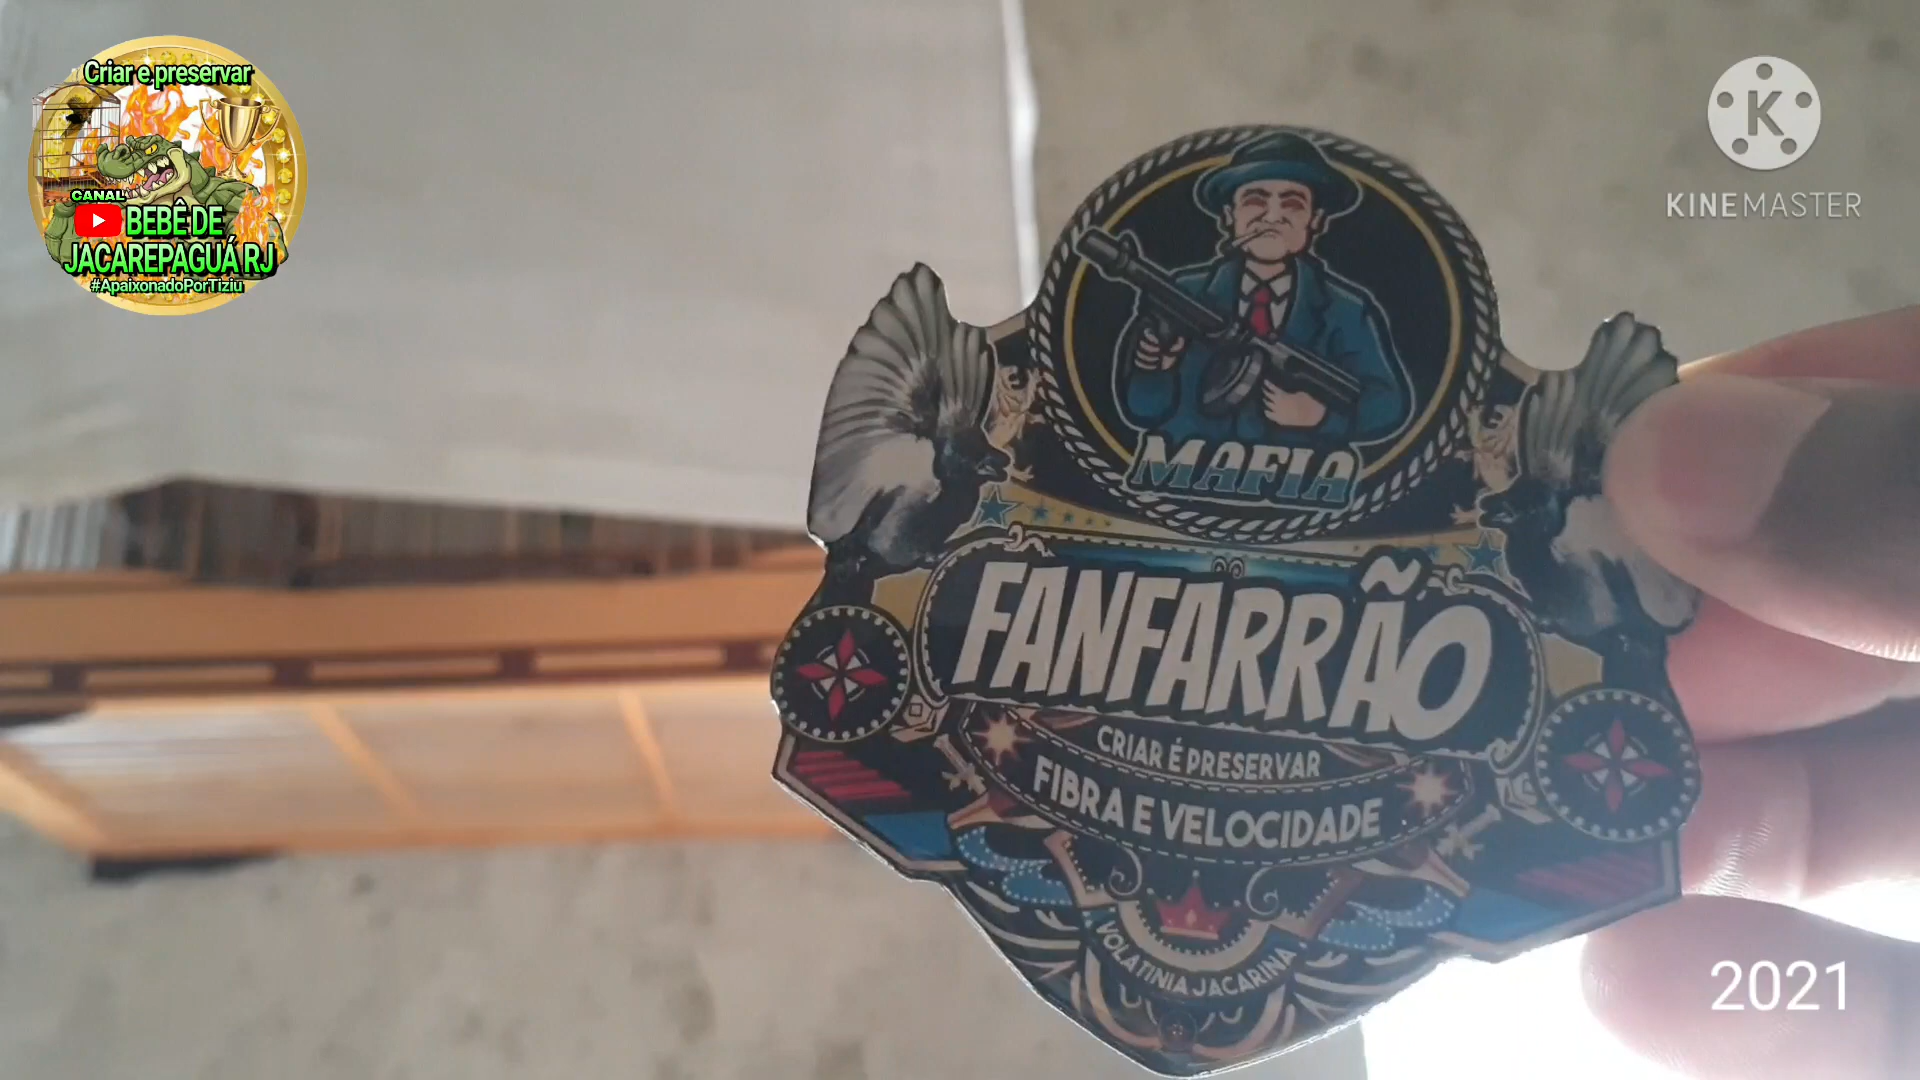 Criar e preservar
CANAL
BEBÊ DE
JACAREPAGUÁ RJ
#ApaixonadoPorTiziu
K
KINEMASTER
MAFIA
FANFARRÃO
CRIAR É PRESERVAR
FIBRA E VELOCIDADE
VOLATINIA JACARINA
2021